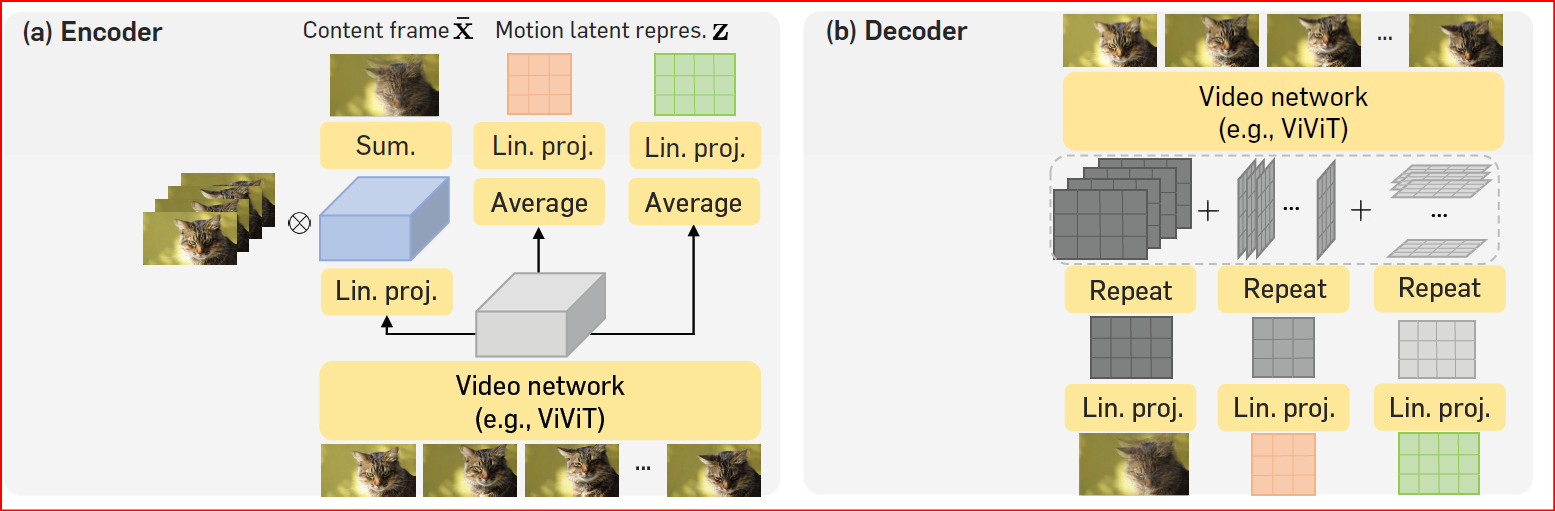 (a) Encoder
Content frame x̄
Motion latent repres. z
Sum.
Lin. proj.
Lin. proj.
Average
Average
Lin. proj.
Video network
(e.g., ViViT)
...
(b) Decoder
...
Video network
(e.g., ViViT)
+
...
+
...
Repeat
Repeat
Repeat
Lin. proj.
Lin. proj.
Lin. proj.